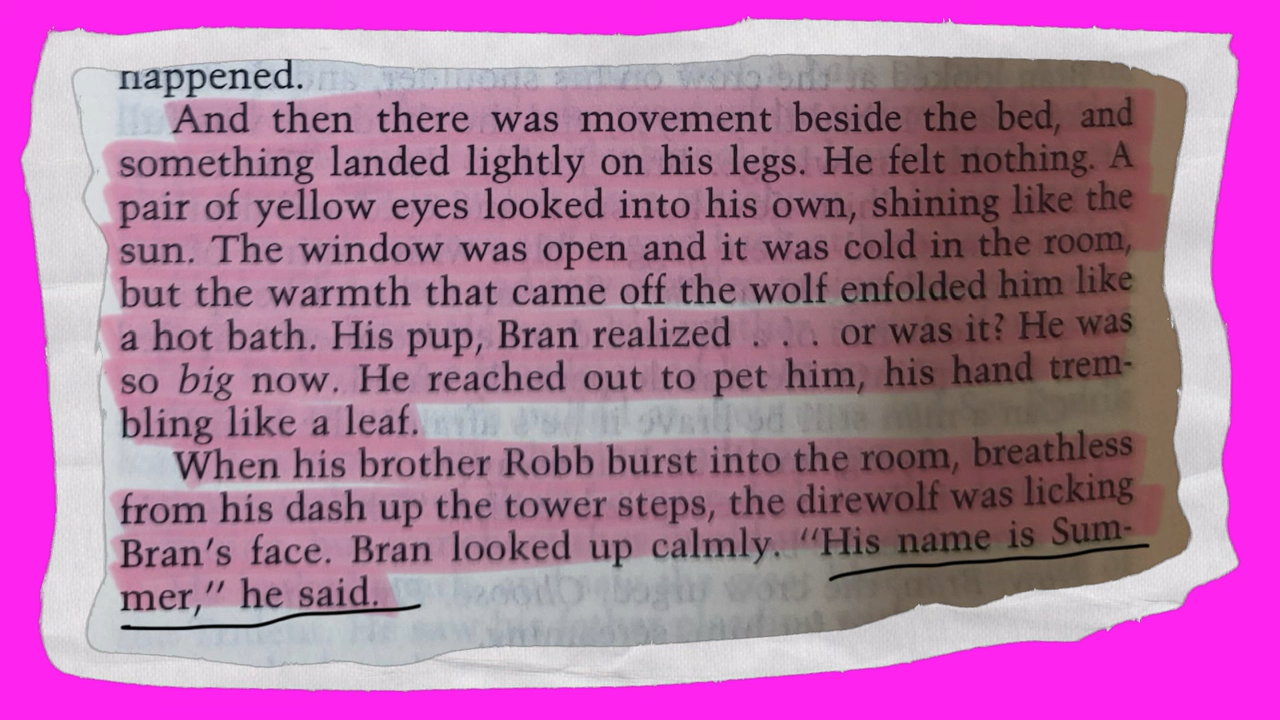 happened.
And then there was movement beside the bed, and
something landed lightly on his legs. He felt nothing. A
pair of yellow eyes looked into his own, shining like the
sun. The window was open and it was cold in the room,
but the warmth that came off the wolf enfolded him like
a hot bath. His pup, Bran realized . . . or was it? He was
so big now. He reached out to pet him, his hand trem-
bling like a leaf.
When his brother Robb burst into the room, breathless
from his dash up the tower steps, the direwolf was licking
Bran's face. Bran looked up calmly. "His name is Sum-
mer," he said.